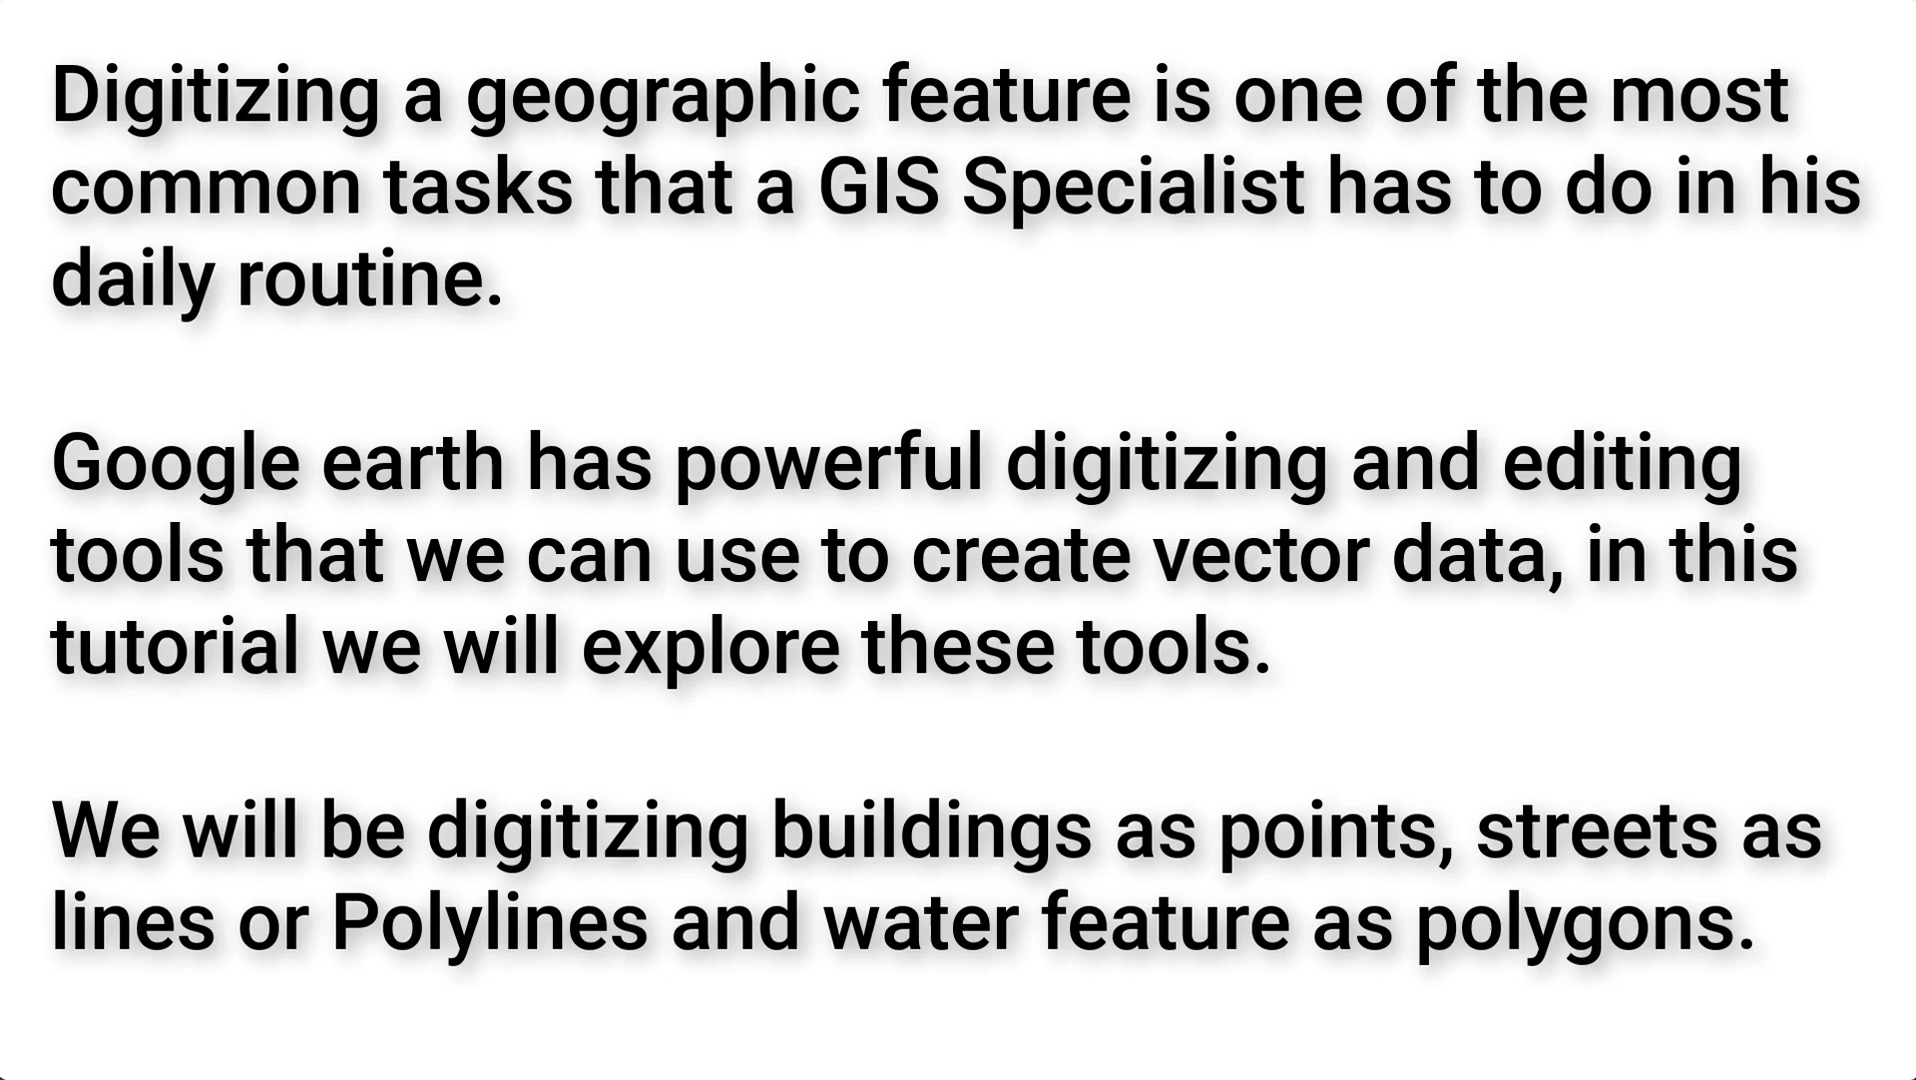 Digitizing a geographic feature is one of the most
common tasks that a GIS Specialist has to do in his
daily routine.
Google earth has powerful digitizing and editing
tools that we can use to create vector data, in this
tutorial we will explore these tools.
We will be digitizing buildings as points, streets as
lines or Polylines and water feature as polygons.